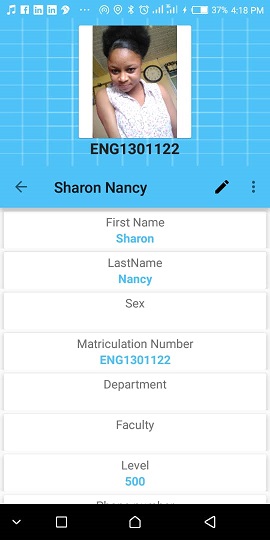 37% 4:18 PM
ENG1301122
Sharon Nancy
First Name
Sharon
LastName
Nancy
Sex
Matriculation Number
ENG1301122
Department
Faculty
Level
500